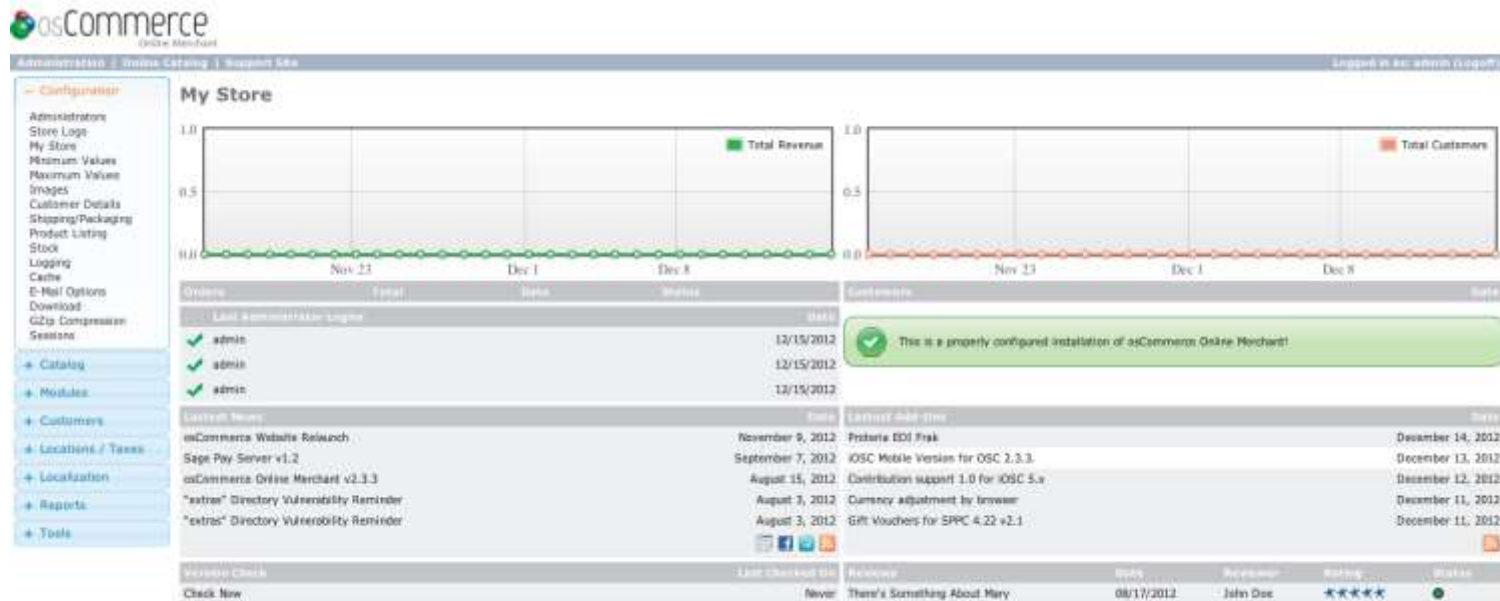 osCommerce
Online Merchant
Administration | Online Catalog | Support Site
Logged in as: admin (Logoff)
Configuration
Administrators
Store Logo
My Store
Minimum Values
Maximum Values
Images
Customer Details
Shipping/Packaging
Product Listing
Stock
Logging
Cache
E-Mail Options
Download
GZip Compression
Sessions
+ Catalog
+ Modules
+ Customers
+ Locations / Taxes
+ Localization
+ Reports
+ Tools
My Store
1.0
0.5
0.0
Total Revenue
Nov 23 Dec 1 Dec 8
1.0
0.5
0.0
Total Customers
Nov 23 Dec 1 Dec 8
Orders Total Date Status
Customers Date
Last Administrator Logins Date
admin 12/15/2012
admin 12/15/2012
admin 12/15/2012
This is a properly configured installation of osCommerce Online Merchant!
Lastest News Date
osCommerce Website Relaunch November 9, 2012
Sage Pay Server v1.2 September 7, 2012
osCommerce Online Merchant v2.3.3 August 15, 2012
"extras" Directory Vulnerability Reminder August 3, 2012
"extras" Directory Vulnerability Reminder August 3, 2012
Lastest Add-Ons Date
EDI December 14, 2012
iOSC Mobile Version for OSC 2.3.3. December 13, 2012
Contribution support 1.0 for iOSC 5.x December 12, 2012
Currency adjustment by browser December 11, 2012
Gift Vouchers for SPPC 4.22 v2.1 December 11, 2012
Version Check Last Checked On
Check Now Never
Reviews Date Reviewer Rating Status
There's Something About Mary 08/17/2012 John Doe